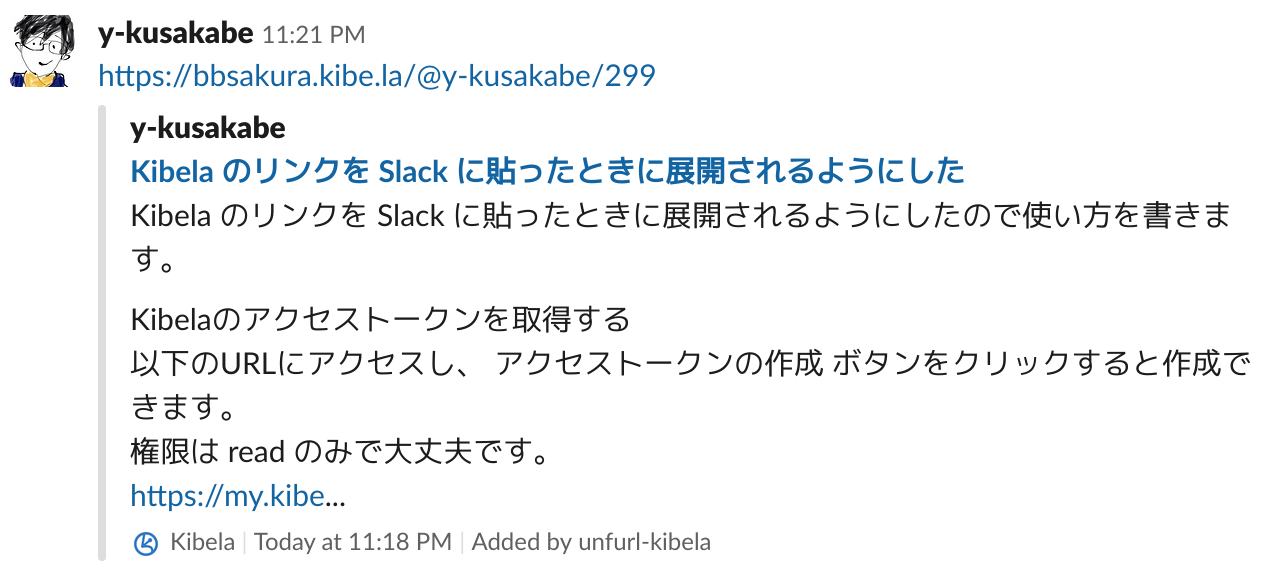 y-kusakabe 11:21 PM
https://bbsakura.kibe.la/@y-kusakabe/299
y-kusakabe
Kibela のリンクを Slack に貼ったときに展開されるようにした
Kibela のリンクを Slack に貼ったときに展開されるようにしたので使い方を書きま
す。
Kibelaのアクセストークンを取得する
以下のURLにアクセスし、 アクセストークンの作成 ボタンをクリックすると作成で
きます。
権限は read のみで大丈夫です。
https://my.kibe...
Kibela | Today at 11:18 PM | Added by unfurl-kibela